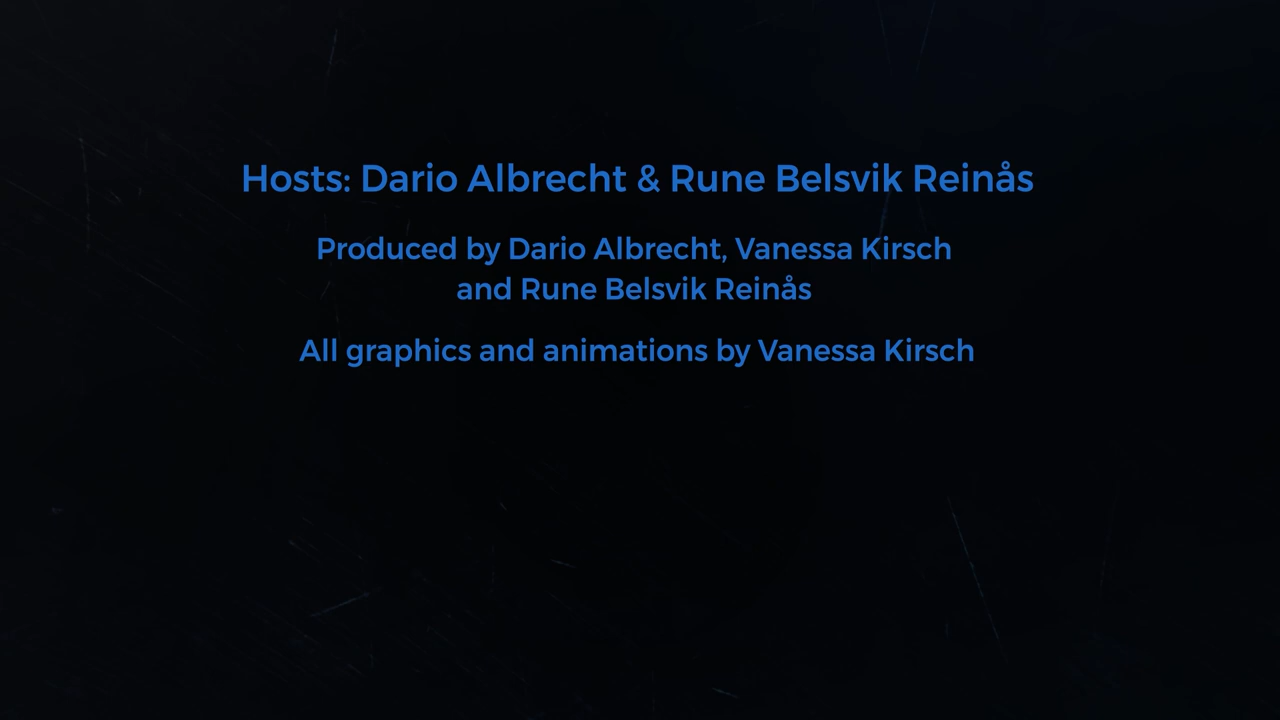 Hosts: Dario Albrecht & Rune Belsvik Reinås
Produced by Dario Albrecht, Vanessa Kirsch
and Rune Belsvik Reinås
All graphics and animations by Vanessa Kirsch